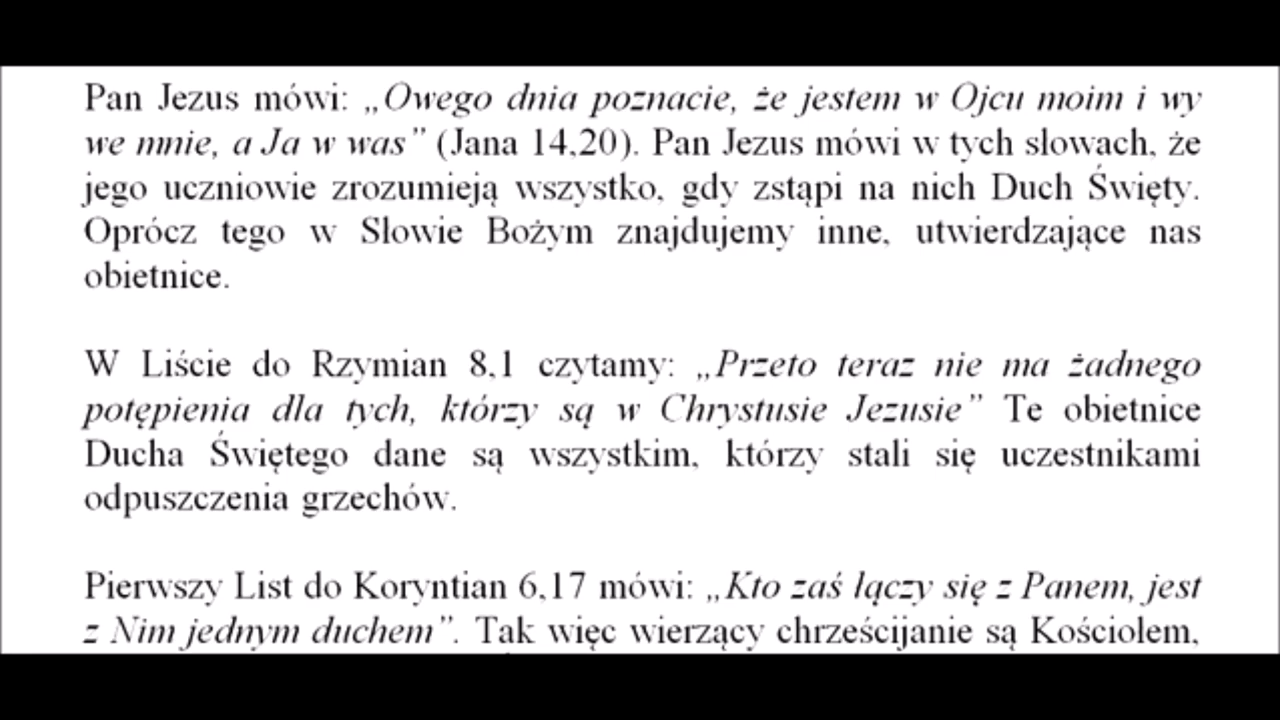 Pan Jezus mówi: „Owego dnia poznacie, że jestem w Ojcu moim i wy
we mnie, a Ja w was” (Jana 14,20). Pan Jezus mówi w tych słowach, że
jego uczniowie zrozumieją wszystko, gdy zstąpi na nich Duch Święty.
Oprócz tego w Słowie Bożym znajdujemy inne, utwierdzające nas
obietnice.
W Liście do Rzymian 8,1 czytamy: „Przeto teraz nie ma żadnego
potępienia dla tych, którzy są w Chrystusie Jezusie” Te obietnice
Ducha Świętego dane są wszystkim, którzy stali się uczestnikami
odpuszczenia grzechów.
Pierwszy List do Koryntian 6,17 mówi: „Kto zaś łączy się z Panem, jest
z Nim jednym duchem”. Tak więc wierzący chrześcijanie są Kościołem,